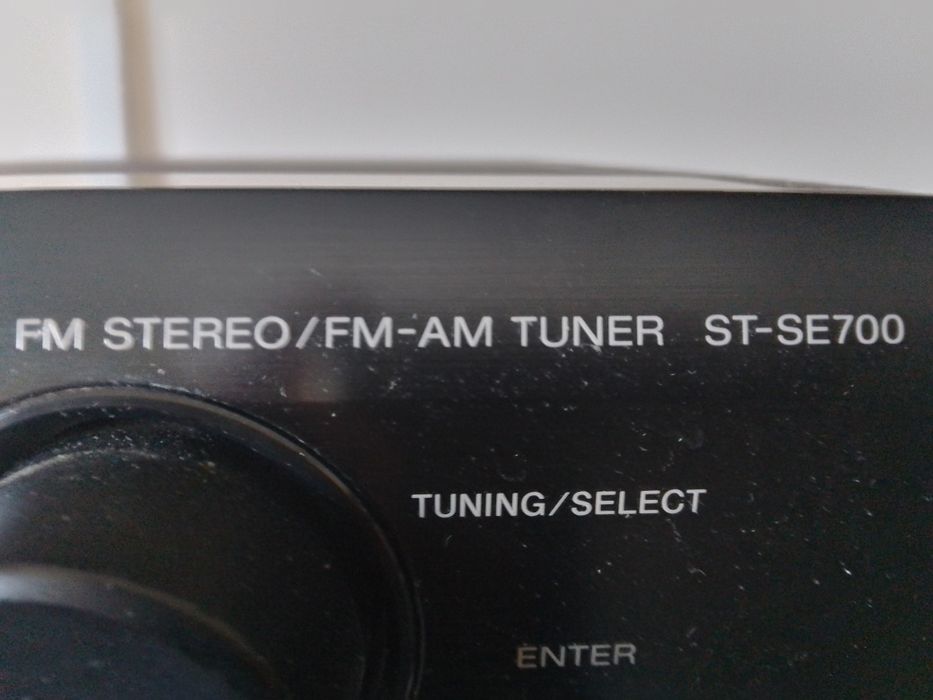 FM STEREO/FM-AM TUNER ST-SE700
TUNING/SELECT
ENTER